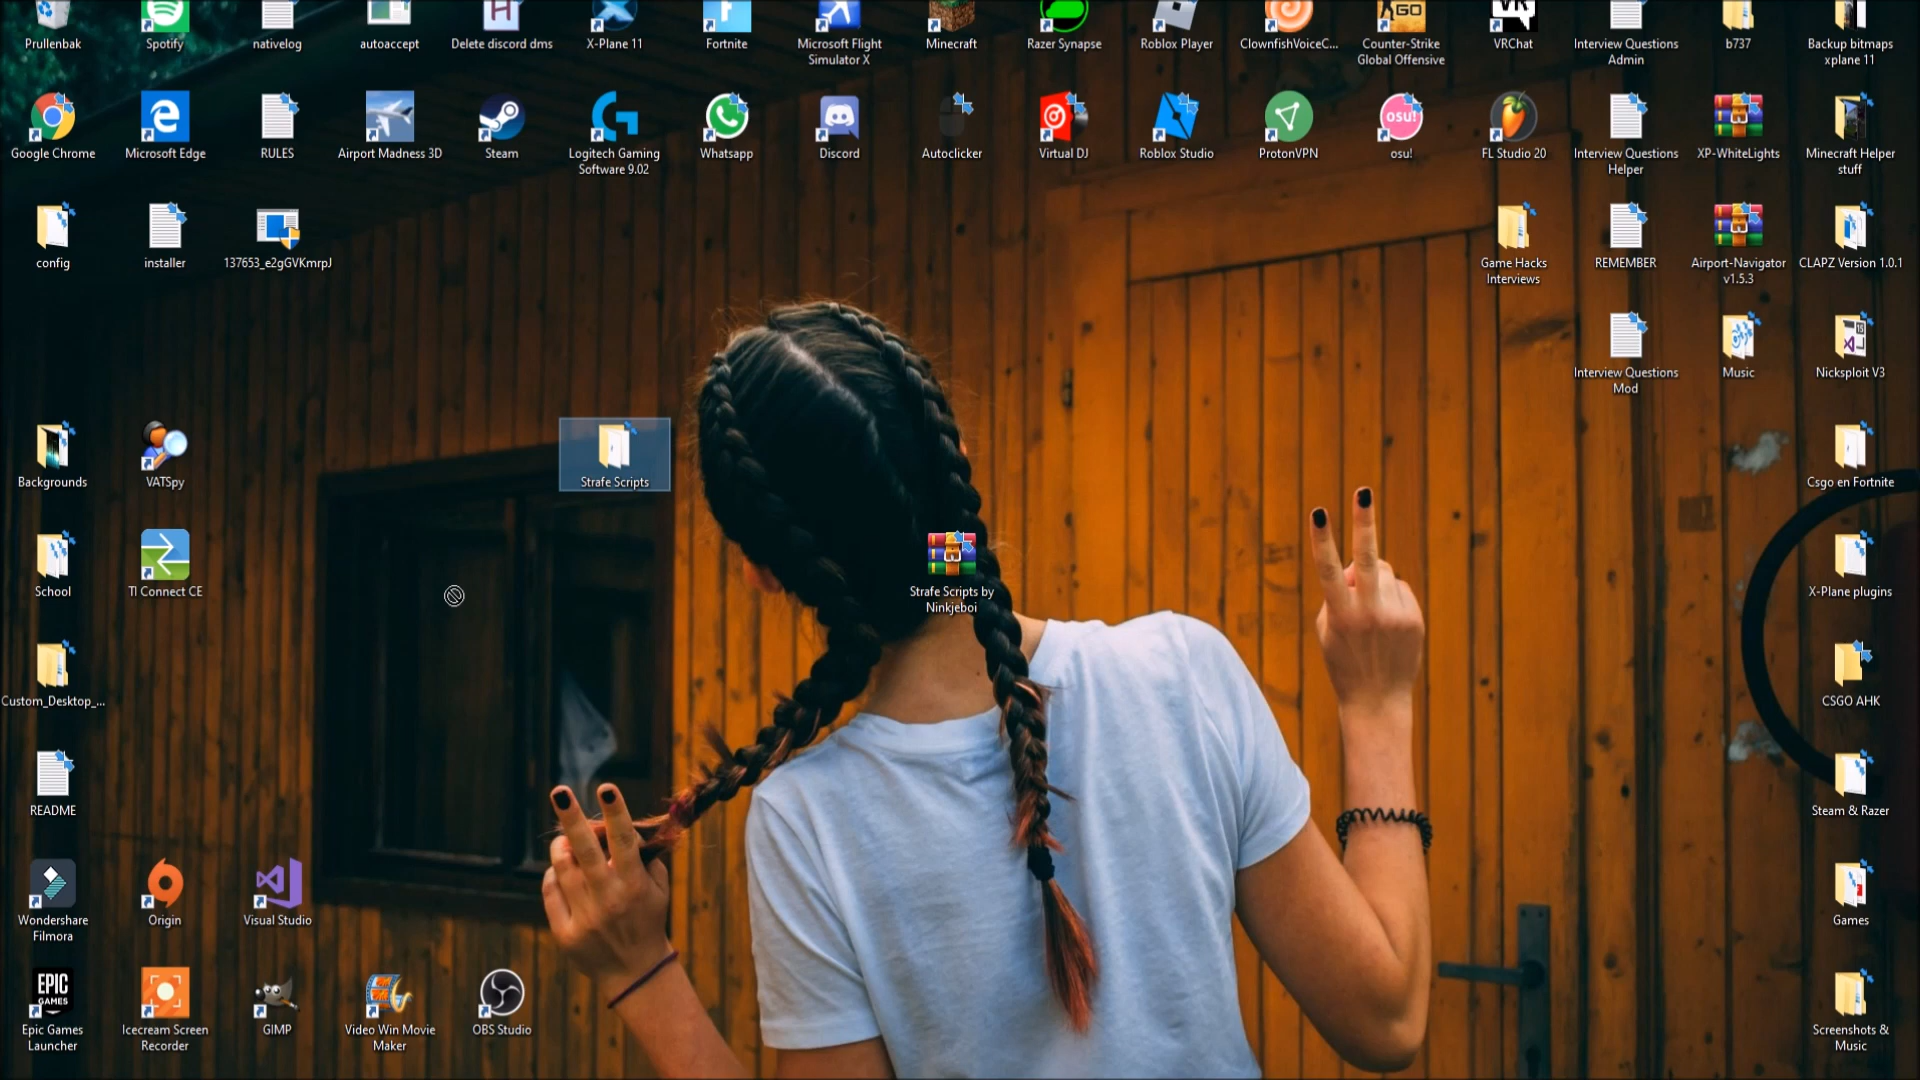 Prullenbak
Spotify
nativelog
autoaccept
Delete discord dms
X-Plane 11
Fortnite
Microsoft Flight
Simulator X
Minecraft
Razer Synapse
Roblox Player
ClownfishVoiceC...
GO
Counter-Strike
Global Offensive
VR
VRChat
Interview Questions
Admin
b737
Backup bitmaps
xplane 11
Google Chrome
Microsoft Edge
RULES
Airport Madness 3D
Steam
Logitech Gaming
Software 9.02
Whatsapp
Discord
Autoclicker
Virtual DJ
Roblox Studio
ProtonVPN
osu!
osu!
FL Studio 20
Interview Questions
Helper
XP-WhiteLights
Minecraft Helper
stuff
config
installer
137653_e2gGVKmrpJ
Game Hacks
Interviews
REMEMBER
Airport-Navigator
v1.5.3
CLAPZ Version 1.0.1
Interview Questions
Mod
Music
Nicksploit V3
Backgrounds
VATSpy
Strafe Scripts
Csgo en Fortnite
School
TI Connect CE
Strafe Scripts by
Ninkjeboi
X-Plane plugins
Custom_Desktop_...
CSGO AHK
README
Steam & Razer
Wondershare
Filmora
Origin
Visual Studio
Games
EPIC
GAMES
Epic Games
Launcher
Icecream Screen
Recorder
GIMP
Video Win Movie
Maker
OBS Studio
Screenshots &
Music